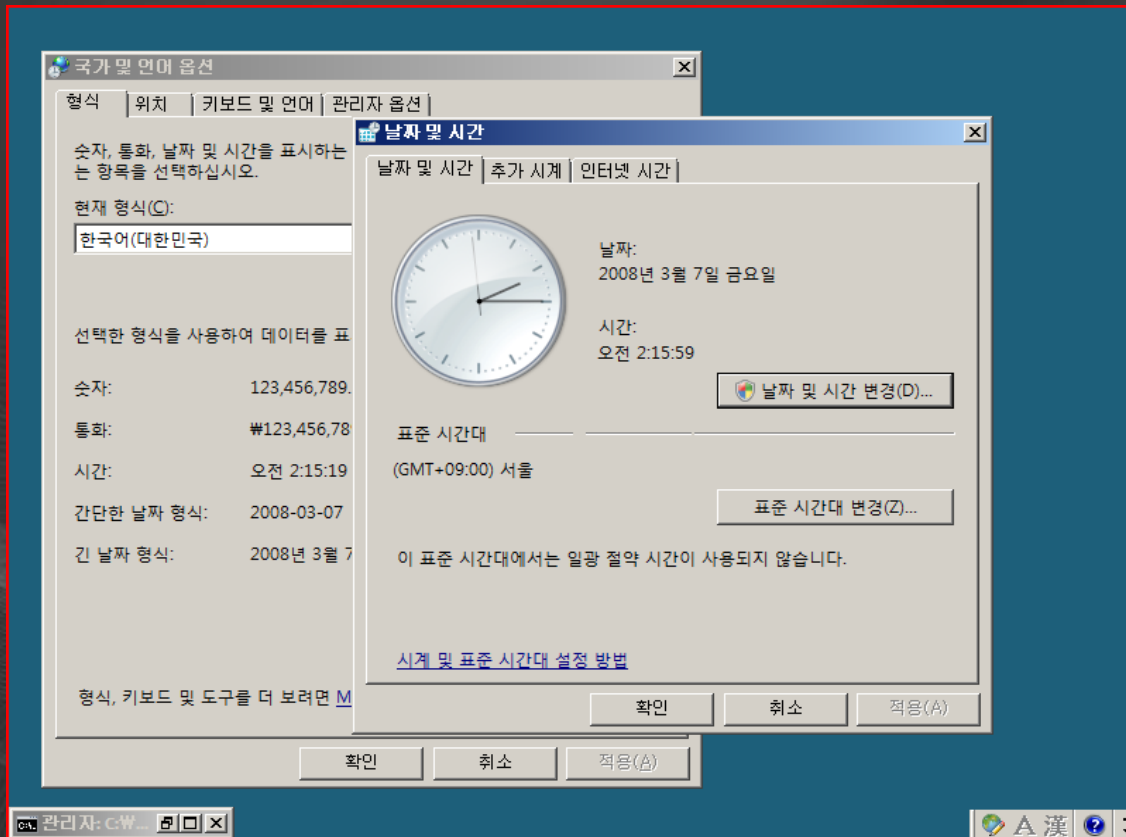 국가 및 언어 옵션
형식
위치
키보드 및 언어
관리자 옵션
숫자, 통화, 날짜 및 시간을 표시하는
는 항목을 선택하십시오.
현재 형식(C):
한국어(대한민국)
선택한 형식을 사용하여 데이터를 표
숫자: 123,456,789.
통화: ₩123,456,78
시간: 오전 2:15:19
간단한 날짜 형식: 2008-03-07
긴 날짜 형식: 2008년 3월 7
형식, 키보드 및 도구를 더 보려면 M
확인
취소
적용(A)
날짜 및 시간
날짜 및 시간
추가 시계
인터넷 시간
날짜:
2008년 3월 7일 금요일
시간:
오전 2:15:59
날짜 및 시간 변경(D)...
표준 시간대
(GMT+09:00) 서울
표준 시간대 변경(Z)...
이 표준 시간대에서는 일광 절약 시간이 사용되지 않습니다.
시계 및 표준 시간대 설정 방법
확인
취소
적용(A)
관리자: C:₩...
A 漢